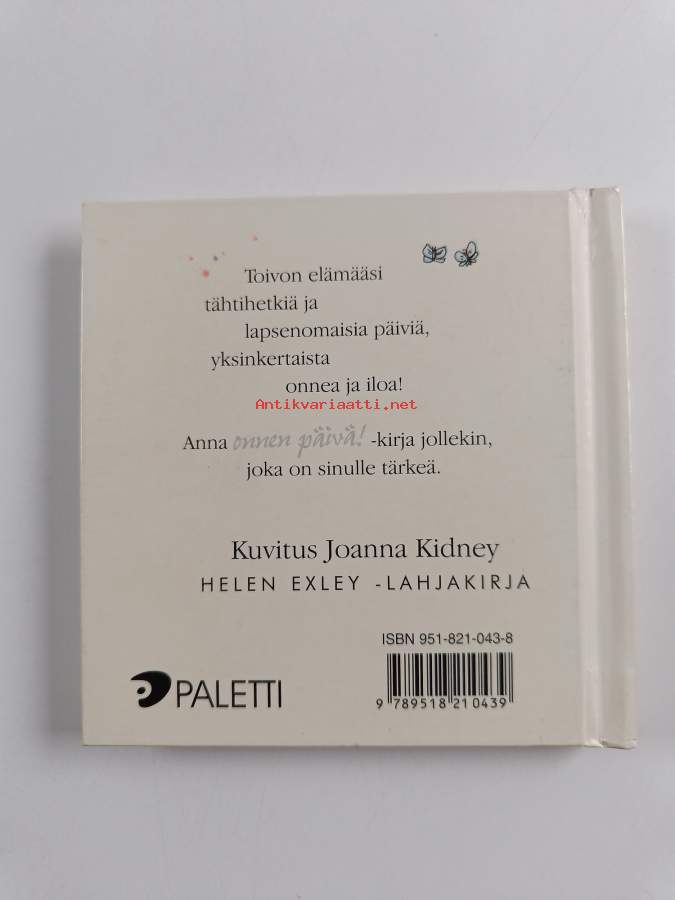 Toivon elämääsi
tähtihetkiä ja
lapsenomaisia päiviä,
yksinkertaista
onnea ja iloa!
Antikvariaatti.net
Anna onnen päivä! -kirja jollekin,
joka on sinulle tärkeä.
Kuvitus Joanna Kidney
HELEN EXLEY -LAHJAKIRJA
ISBN 951-821-043-8
PALETTI
9 789518 210439